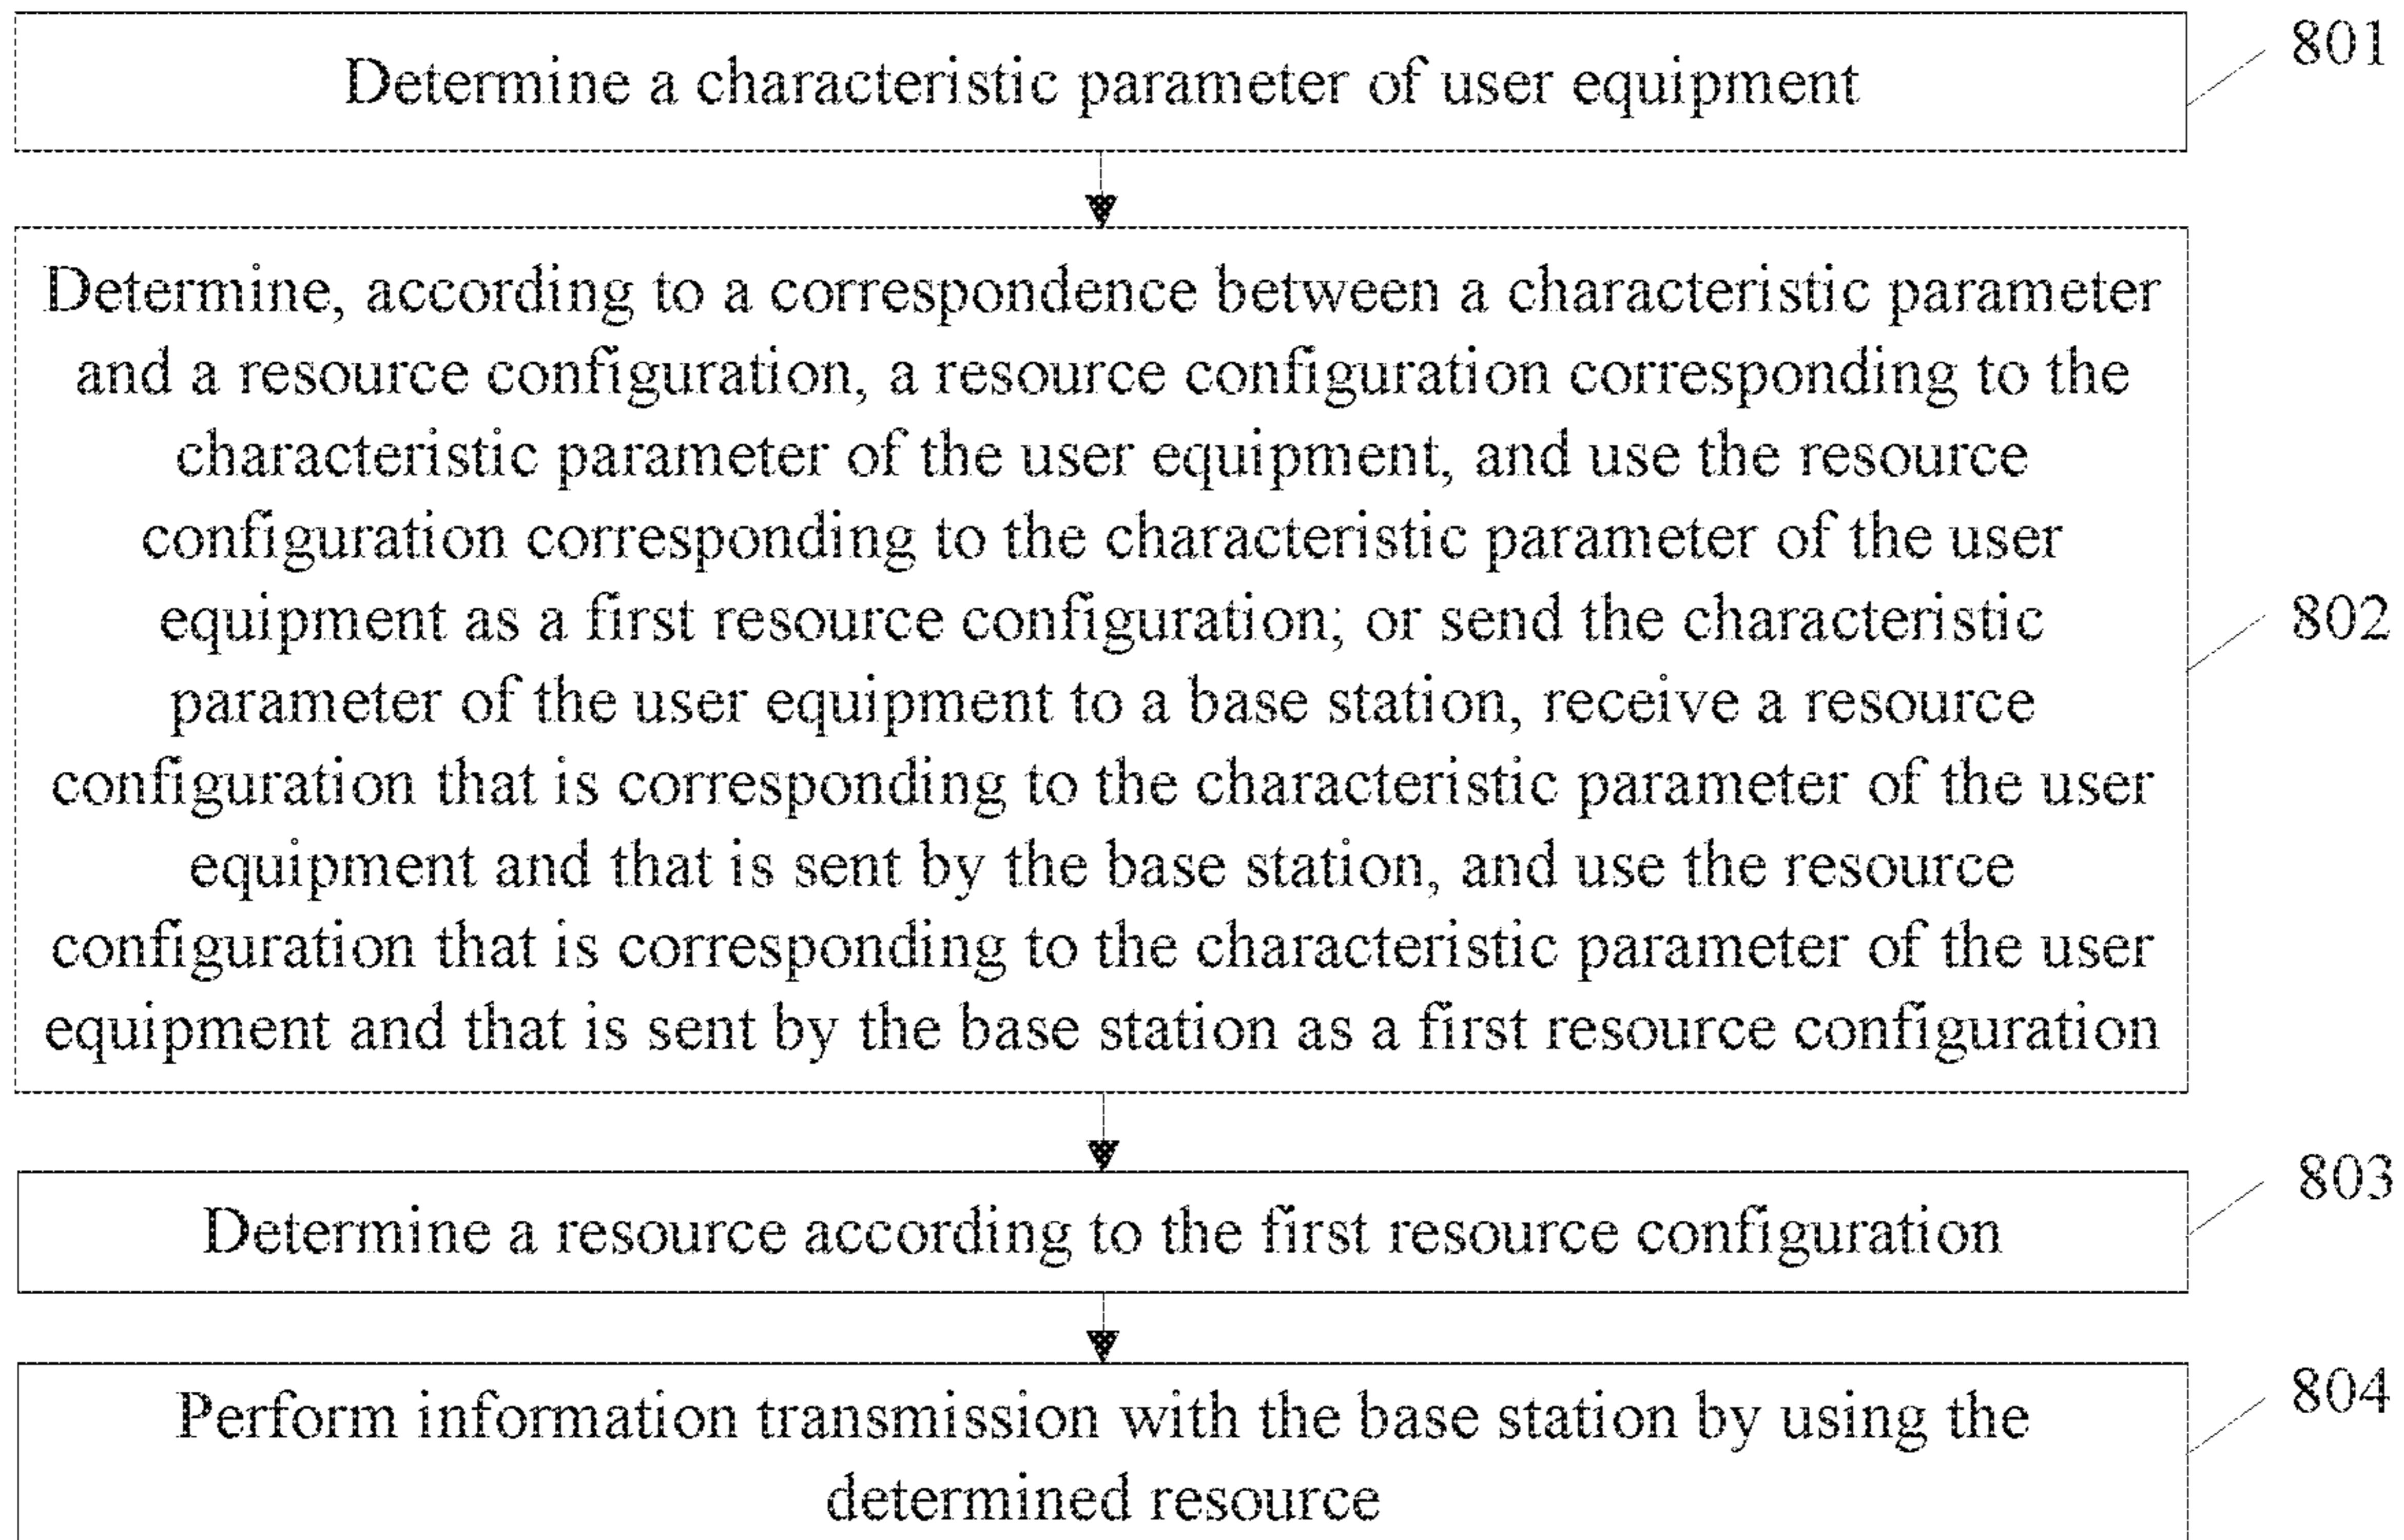 801
Determine a characteristic parameter of user equipment
Determine, according to a correspondence between a characteristic parameter
and a resource configuration, a resource configuration corresponding to the
characteristic parameter of the user equipment, and use the resource
configuration corresponding to the characteristic parameter of the user
equipment as a first resource configuration; or send the characteristic
parameter of the user equipment to a base station, receive a resource
configuration that is corresponding to the characteristic parameter of the user
equipment and that is sent by the base station, and use the resource
configuration that is corresponding to the characteristic parameter of the user
equipment and that is sent by the base station as a first resource configuration
802
803
Determine a resource according to the first resource configuration
804
Perform information transmission with the base station by using the
determined resource